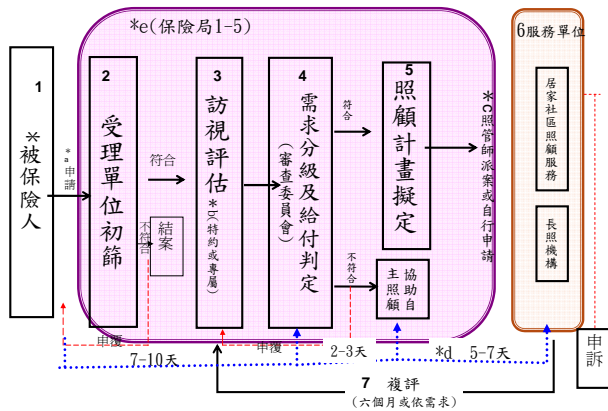 *e(保險局1-5)
1
*被保險人
*a申請
2
受理單位初篩
符合
不符合
結案
3
訪視評估
*b(特約或專屬)
4
需求分級及給付判定
(審查委員會)
符合
不符合
5
照顧計畫擬定
協助自
主照顧
*c照管師派案或自行申請
6服務單位
居家社區照顧服務
長照機構
申訴
申覆
申覆
7-10天
2-3天
*d 5-7天
7 複評
(六個月或依需求)